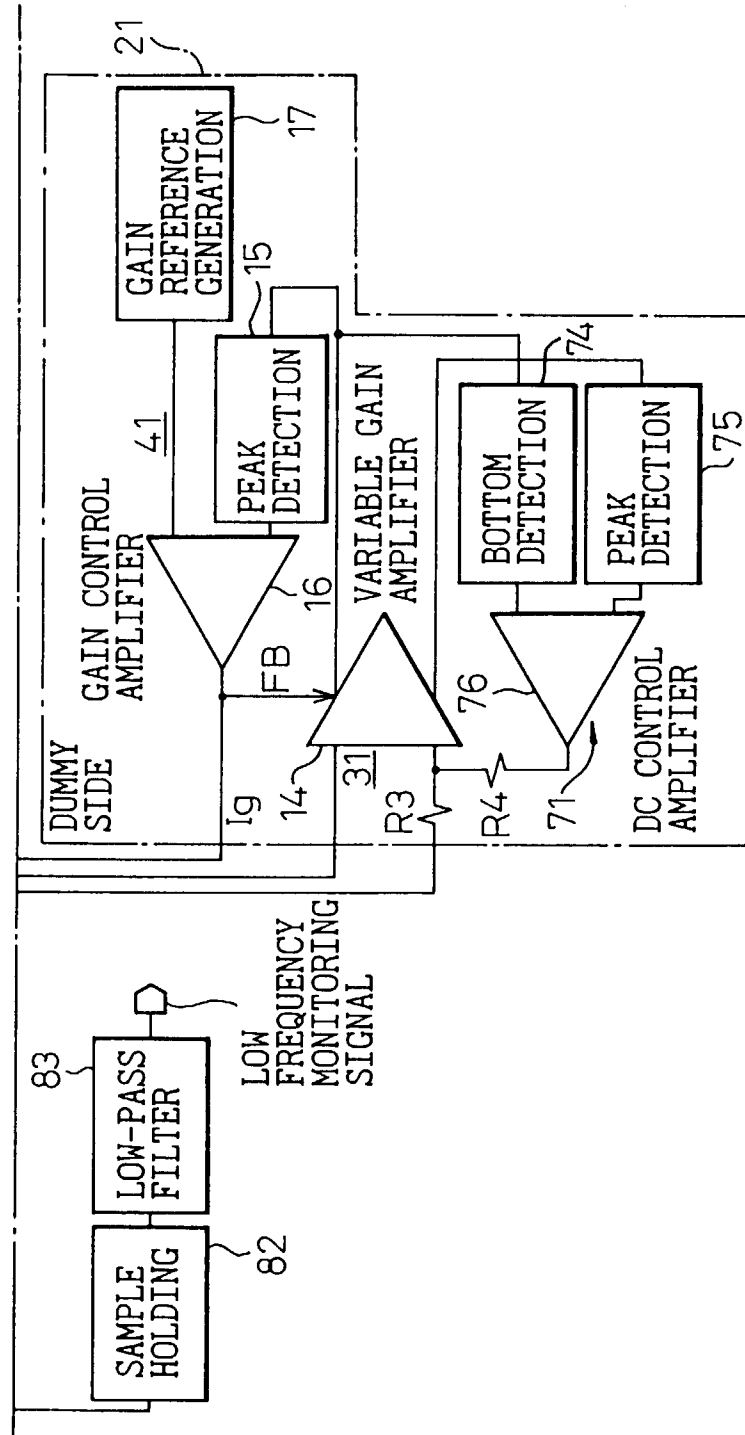 21
GAIN
REFERENCE
GENERATION
17
41
15
GAIN CONTROL
AMPLIFIER
PEAK
DETECTION
16
DUMMY
SIDE
FB
VARIABLE GAIN
AMPLIFIER
Ig
14
31
R3
R4
BOTTOM
DETECTION
74
PEAK
DETECTION
75
76
71
DC CONTROL
AMPLIFIER
83
LOW-PASS
FILTER
LOW
FREQUENCY
MONITORING
SIGNAL
SAMPLE
HOLDING
82